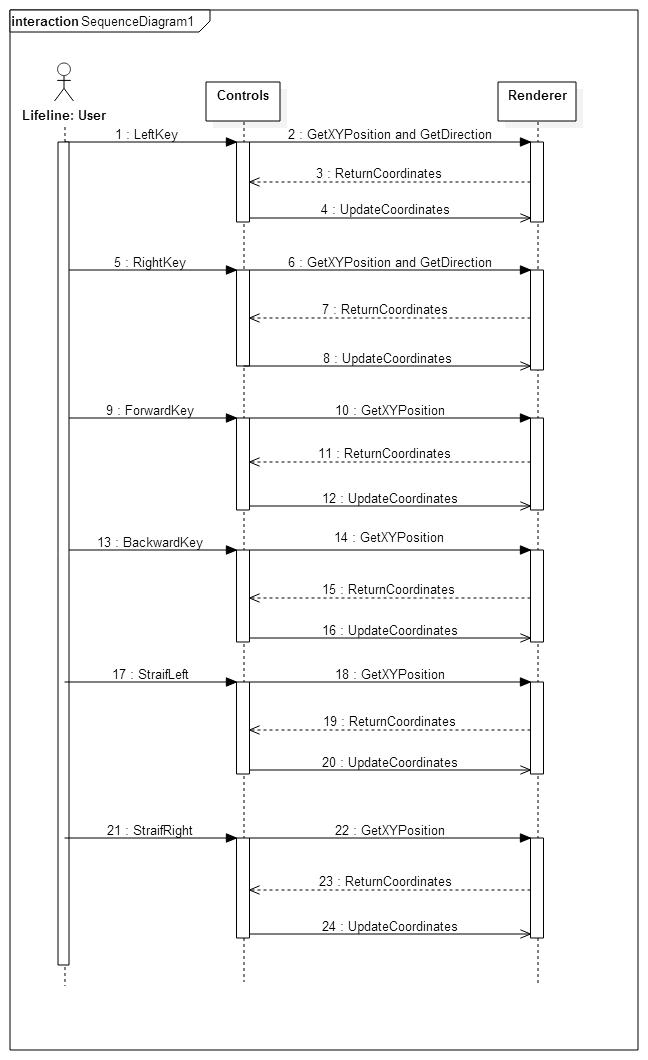 interaction SequenceDiagram1
Lifeline: User
Controls
Renderer
1 : LeftKey
2 : GetXYPosition and GetDirection
3 : ReturnCoordinates
4 : UpdateCoordinates
5 : RightKey
6 : GetXYPosition and GetDirection
7 : ReturnCoordinates
8 : UpdateCoordinates
9 : ForwardKey
10 : GetXYPosition
11 : ReturnCoordinates
12 : UpdateCoordinates
13 : BackwardKey
14 : GetXYPosition
15 : ReturnCoordinates
16 : UpdateCoordinates
17 : StraifLeft
18 : GetXYPosition
19 : ReturnCoordinates
20 : UpdateCoordinates
21 : StraifRight
22 : GetXYPosition
23 : ReturnCoordinates
24 : UpdateCoordinates